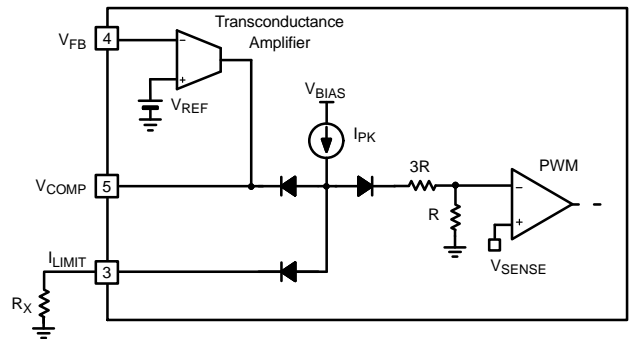 Transconductance
Amplifier
VFB
4
−
+
VREF
VBIAS
IPK
VCOMP
5
3R
R
PWM
−
+
VSENSE
ILIMIT
3
RX